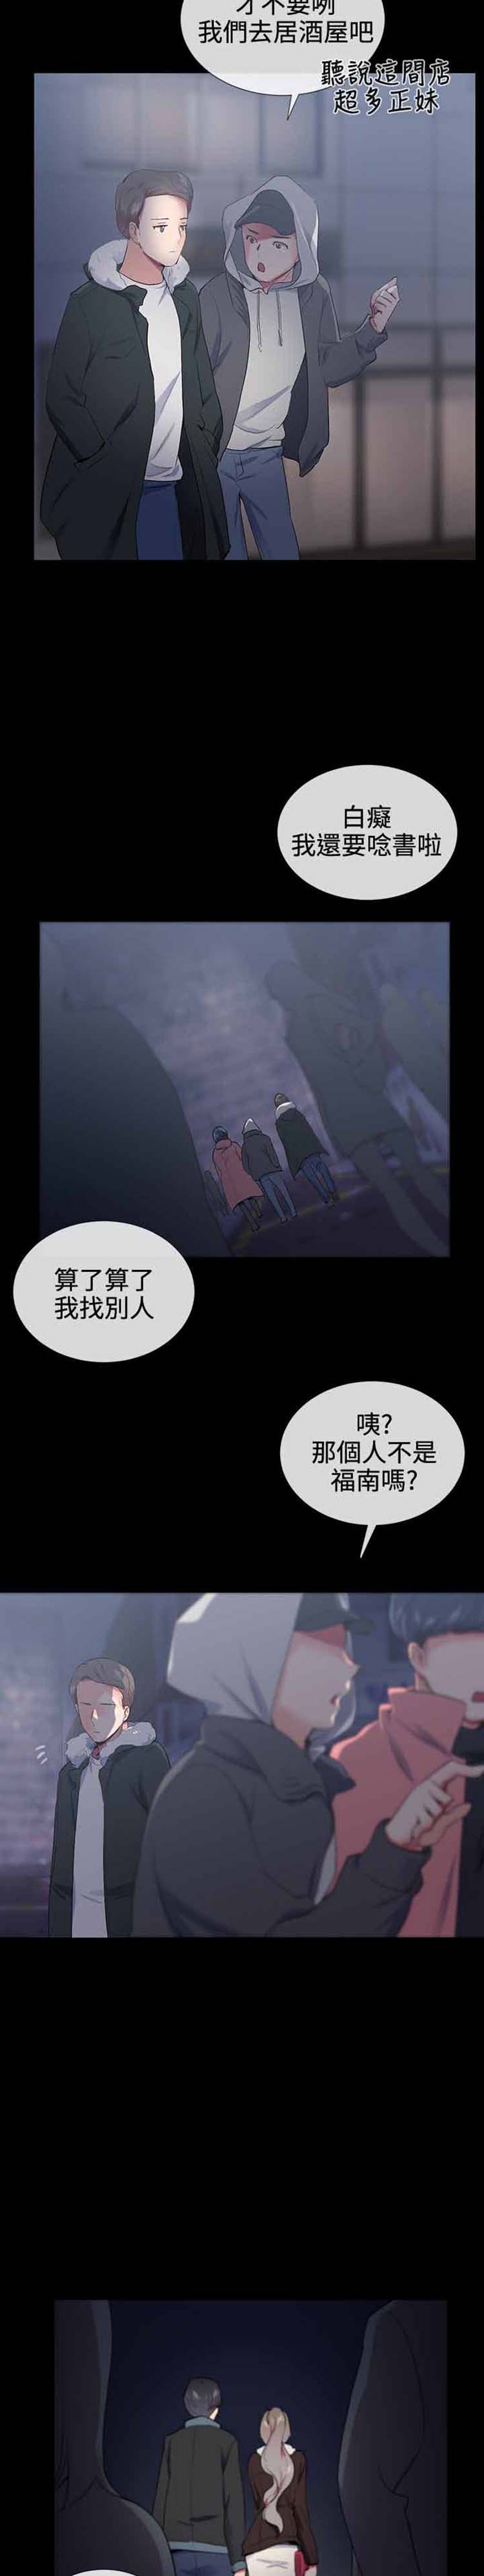 才不要咧
我們去居酒屋吧
聽說這間店
超多正妹
白癡
我還要唸書啦
算了算了
我找別人
咦?
那個人不是
福南嗎?